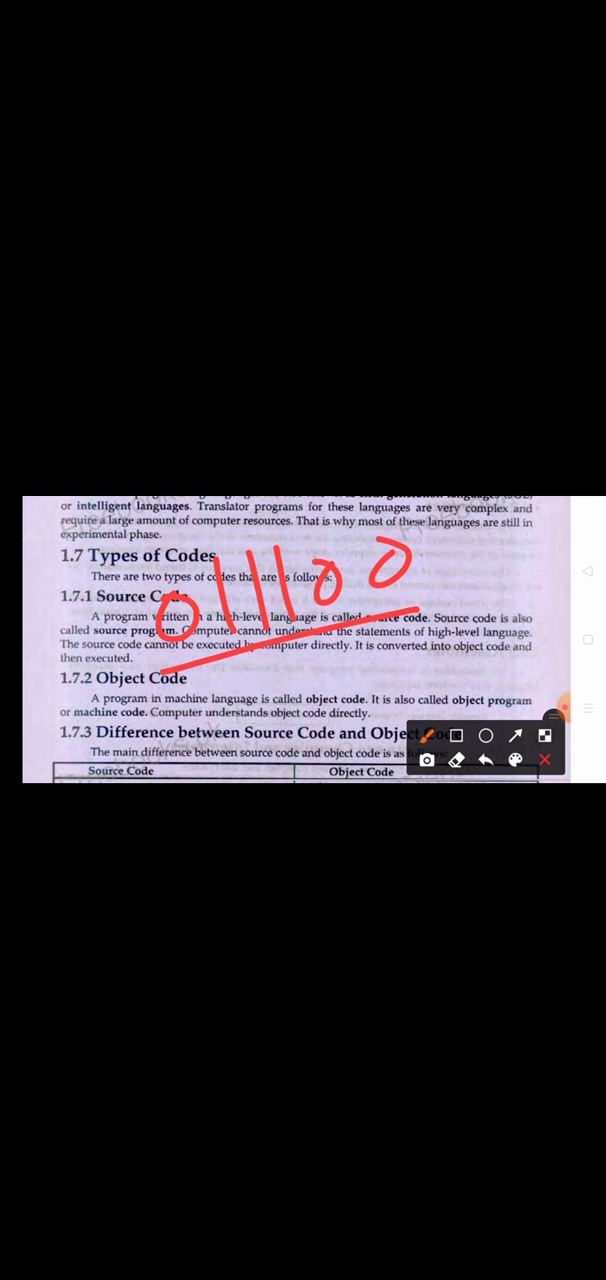 or intelligent languages. Translator programs for these languages are very complex and
require a large amount of computer resources. That is why most of these languages are still in
experimental phase.
1.7 Types of Codes
There are two types of codes that are as follows:
1.7.1 Source Code
011100
A program written in a high-level language is called source code. Source code is also
called source program. Computer cannot understand the statements of high-level language.
The source code cannot be executed by computer directly. It is converted into object code and
then executed.
1.7.2 Object Code
A program in machine language is called object code. It is also called object program
or machine code. Computer understands object code directly.
1.7.3 Difference between Source Code and Object Code
The main difference between source code and object code is as follows:
Source Code Object Code